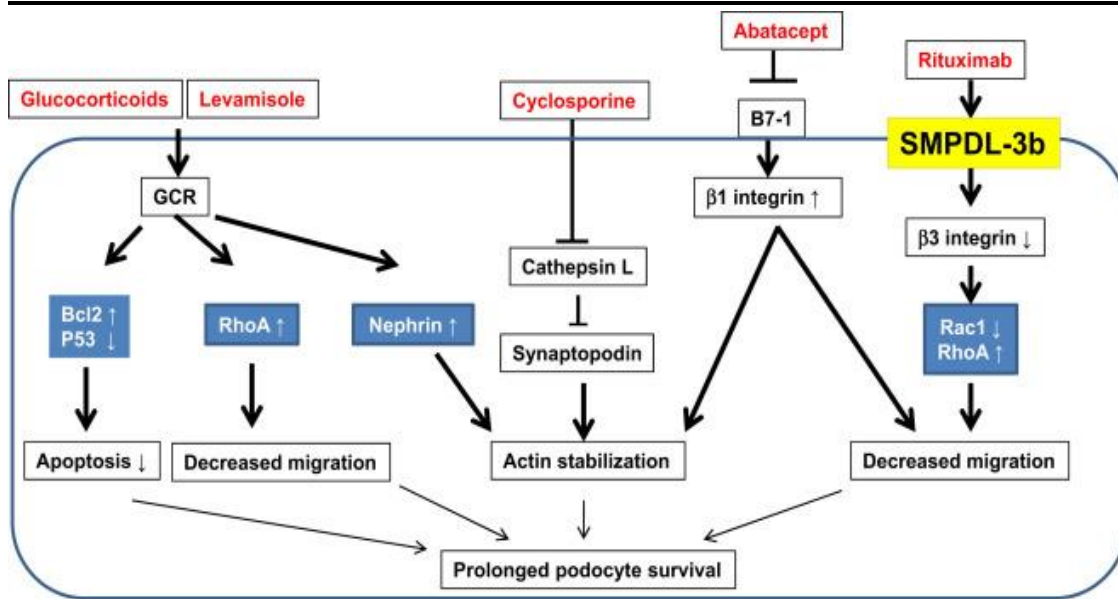 Abatacept
Rituximab
Glucocorticoids
Levamisole
Cyclosporine
B7-1
SMPDL-3b
GCR
β1 integrin ↑
β3 integrin ↓
Cathepsin L
Bcl2 ↑
P53 ↓
RhoA ↑
Nephrin ↑
Synaptopodin
Rac1 ↓
RhoA ↑
Apoptosis ↓
Decreased migration
Actin stabilization
Decreased migration
Prolonged podocyte survival